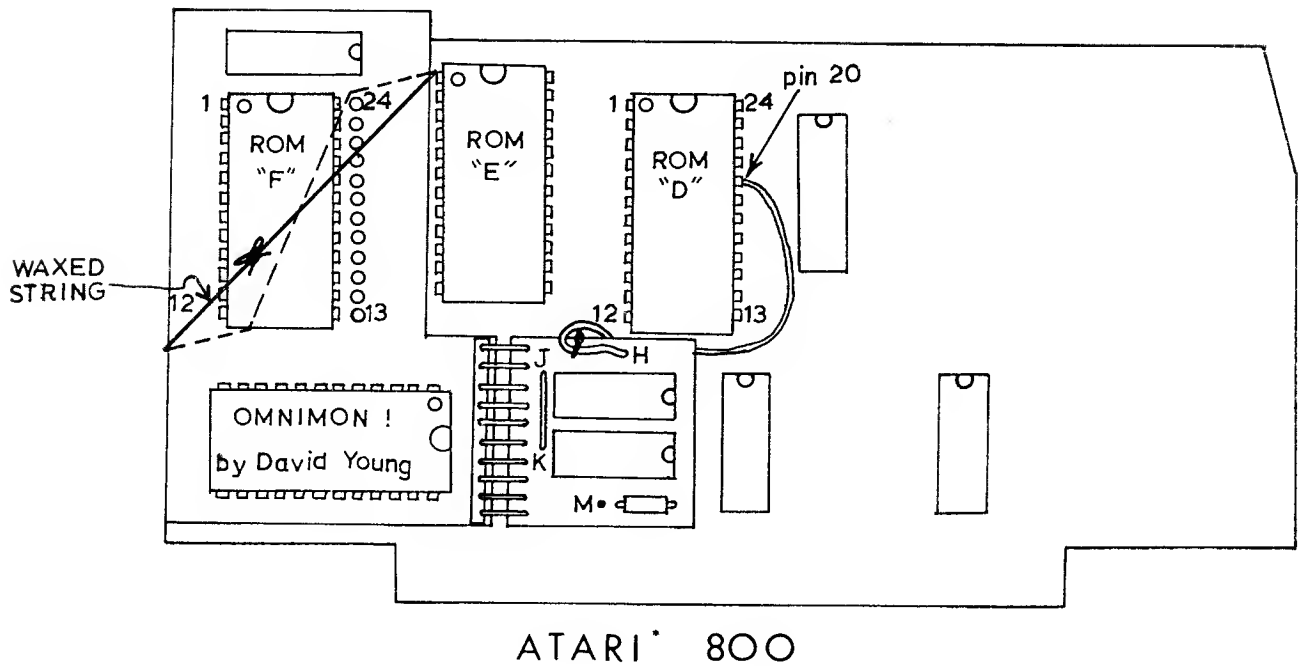 pin 20
1
24
ROM
"F"
ROM
"E"
1
24
ROM
"D"
WAXED
STRING
12
13
12
13
J
H
K
M
OMNIMON !
by David Young
ATARI 800